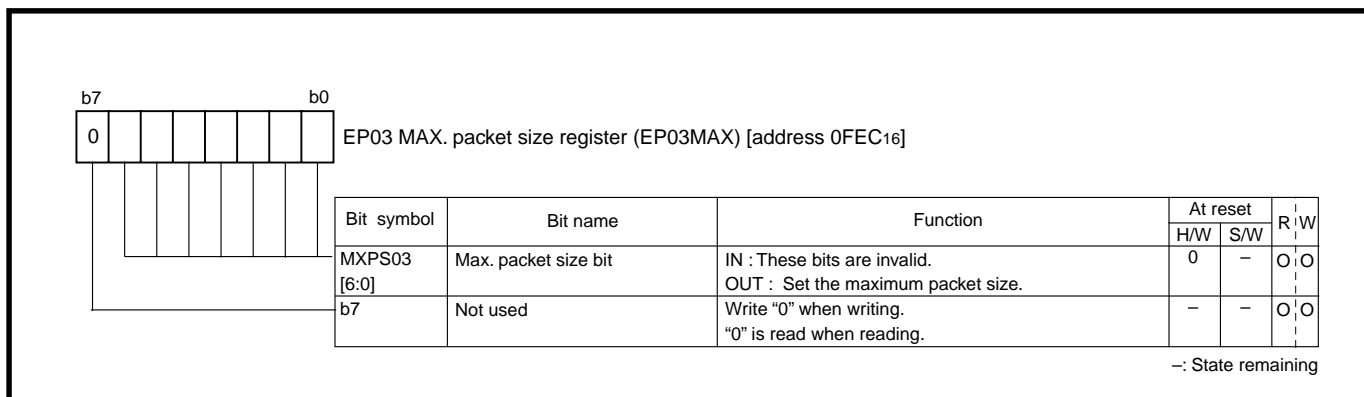 b7 b0
0 EP03 MAX. packet size register (EP03MAX) [address 0FEC16]
Bit symbol Bit name Function At reset R W
H/W S/W
MXPS03 Max. packet size bit IN : These bits are invalid. 0 – O O
[6:0] OUT : Set the maximum packet size.
b7 Not used Write “0” when writing. – – O O
“0” is read when reading.
–: State remaining